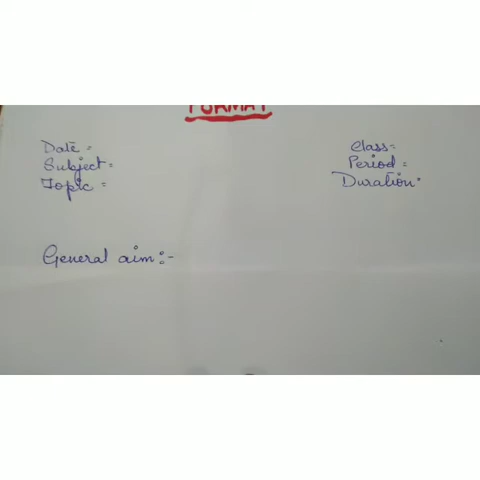 FORMAT
Date = Class=
Subject = Period =
Topic = Duration =
General aim :-